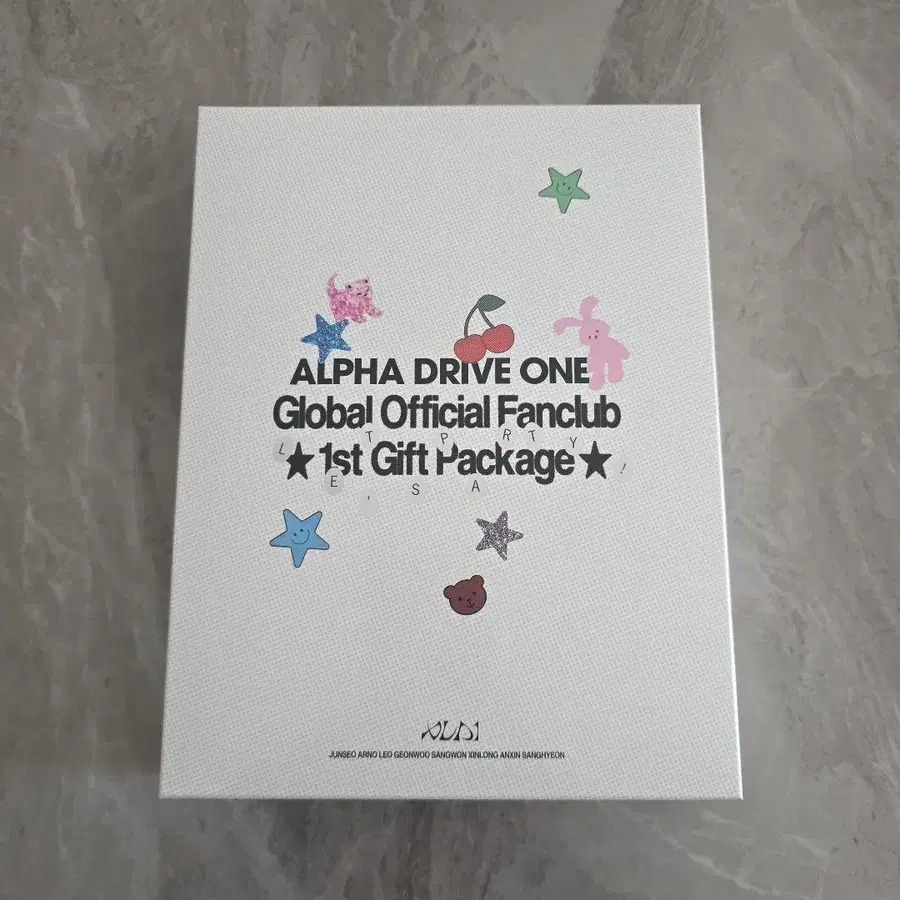 ALPHA DRIVE ONE
Global Official Fanclub
★1st Gift Package★
LET'S PARTY!
JUNSEO ARNO LEO GEONWOO SANGWON XINLONG ANXIN SANGHYEON